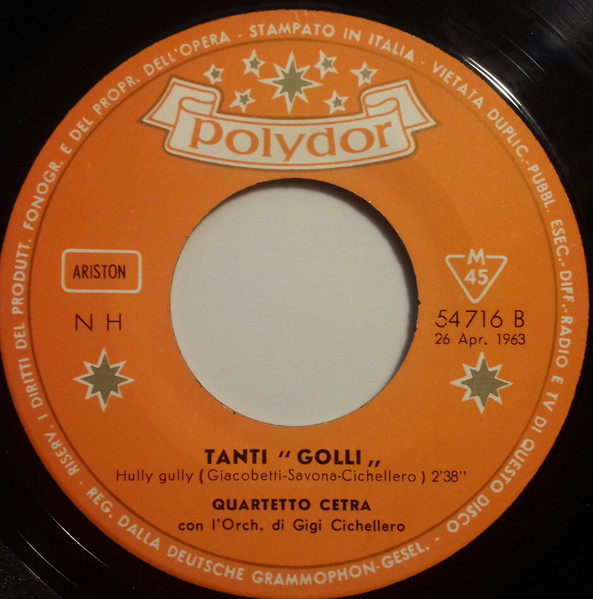 RISERV. I DIRITTI DEL PRODUTT. FONOGR. E DEL PROPR. DELL'OPERA - STAMPATO IN ITALIA - VIETATA DUPLIC.-PUBBL. ESEC.-DIFF.-RADIO E TV DI QUESTO DISCO
polydor
ARISTON
N H
M
45
54 716 B
26 Apr. 1963
TANTI " GOLLI „
Hully gully ( Giacobetti-Savona-Cichellero ) 2'38"
QUARTETTO CETRA
con l'Orch. di Gigi Cichellero
REG. DALLA DEUTSCHE GRAMMOPHON-GESEL.